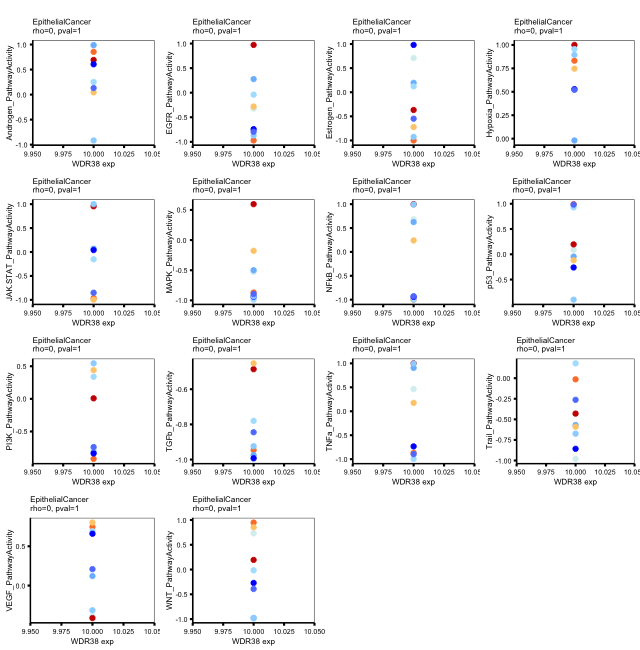 EpithelialCancer
rho=0, pval=1
Androgen_PathwayActivity
1.0
0.5
0.0
-0.5
-1.0
9.950 9.975 10.000 10.025 10.05
WDR38 exp
EpithelialCancer
rho=0, pval=1
EGFR_PathwayActivity
1.0
0.5
0.0
-0.5
-1.0
9.950 9.975 10.000 10.025 10.05
WDR38 exp
EpithelialCancer
rho=0, pval=1
Estrogen_PathwayActivity
1.0
0.5
0.0
-0.5
-1.0
9.950 9.975 10.000 10.025 10.05
WDR38 exp
EpithelialCancer
rho=0, pval=1
Hypoxia_PathwayActivity
1.00
0.75
0.50
0.25
0.00
9.950 9.975 10.000 10.025 10.05
WDR38 exp
EpithelialCancer
rho=0, pval=1
JAK.STAT_PathwayActivity
1.0
0.5
0.0
-0.5
-1.0
9.950 9.975 10.000 10.025 10.05
WDR38 exp
EpithelialCancer
rho=0, pval=1
MAPK_PathwayActivity
0.5
0.0
-0.5
-1.0
9.950 9.975 10.000 10.025 10.05
WDR38 exp
EpithelialCancer
rho=0, pval=1
NFkB_PathwayActivity
1.0
0.5
0.0
-0.5
-1.0
9.950 9.975 10.000 10.025 10.05
WDR38 exp
EpithelialCancer
rho=0, pval=1
p53_PathwayActivity
1.0
0.5
0.0
-0.5
9.950 9.975 10.000 10.025 10.05
WDR38 exp
EpithelialCancer
rho=0, pval=1
PI3K_PathwayActivity
0.5
0.0
-0.5
9.950 9.975 10.000 10.025 10.05
WDR38 exp
EpithelialCancer
rho=0, pval=1
TGFb_PathwayActivity
-0.6
-0.8
-1.0
9.950 9.975 10.000 10.025 10.05
WDR38 exp
EpithelialCancer
rho=0, pval=1
TNFa_PathwayActivity
1.0
0.5
0.0
-0.5
-1.0
9.950 9.975 10.000 10.025 10.05
WDR38 exp
EpithelialCancer
rho=0, pval=1
Trail_PathwayActivity
0.00
-0.25
-0.50
-0.75
-1.00
9.950 9.975 10.000 10.025 10.05
WDR38 exp
EpithelialCancer
rho=0, pval=1
VEGF_PathwayActivity
0.5
0.0
9.950 9.975 10.000 10.025 10.05
WDR38 exp
EpithelialCancer
rho=0, pval=1
WNT_PathwayActivity
1.0
0.5
0.0
-0.5
-1.0
9.950 9.975 10.000 10.025 10.050
WDR38 exp